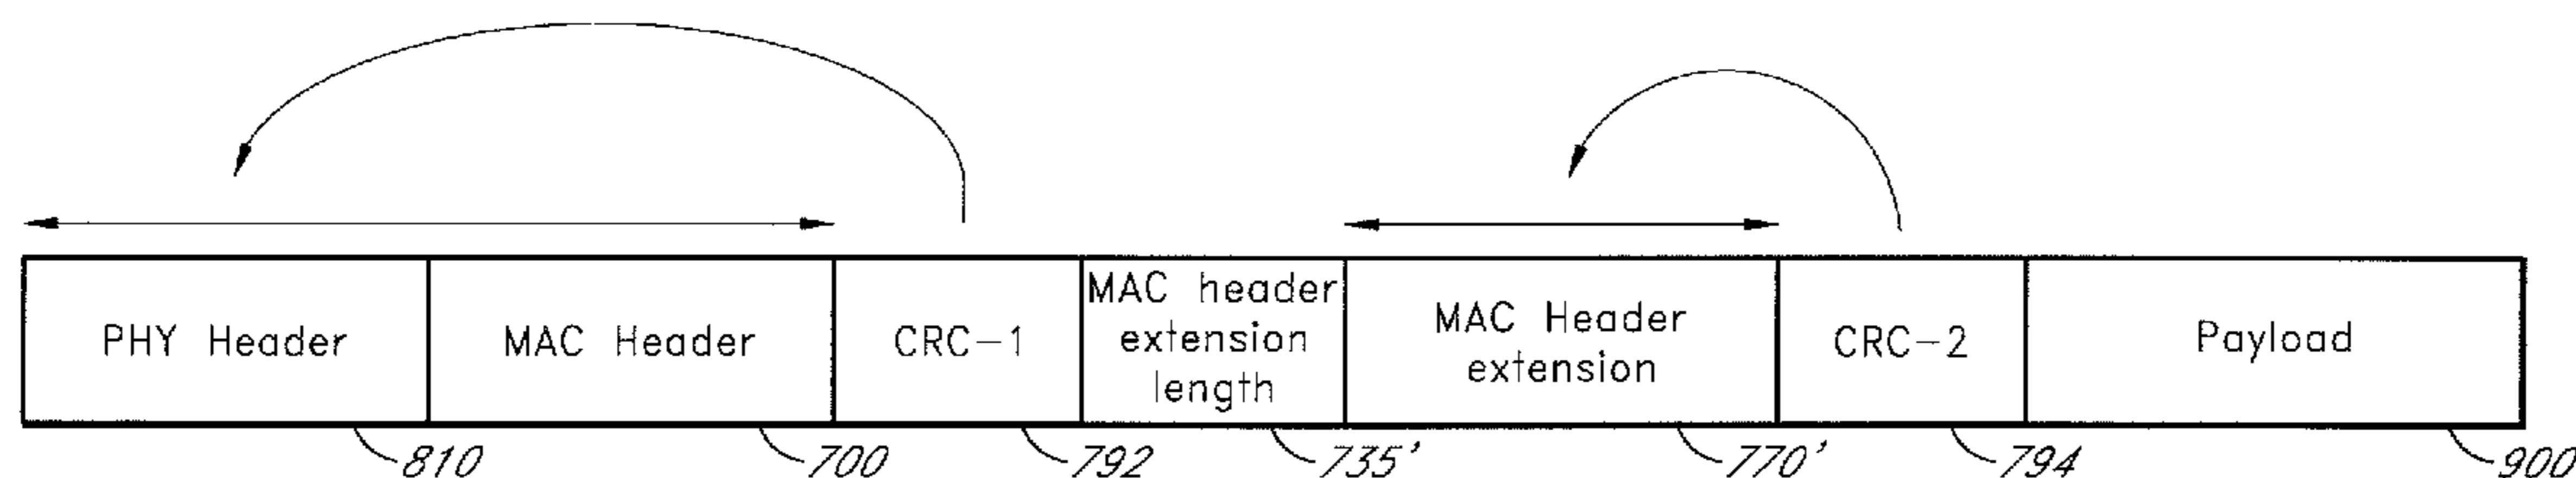 PHY Header
MAC Header
CRC-1
MAC header
extension
length
MAC Header
extension
CRC-2
Payload
810
700
792
735'
770'
794
900